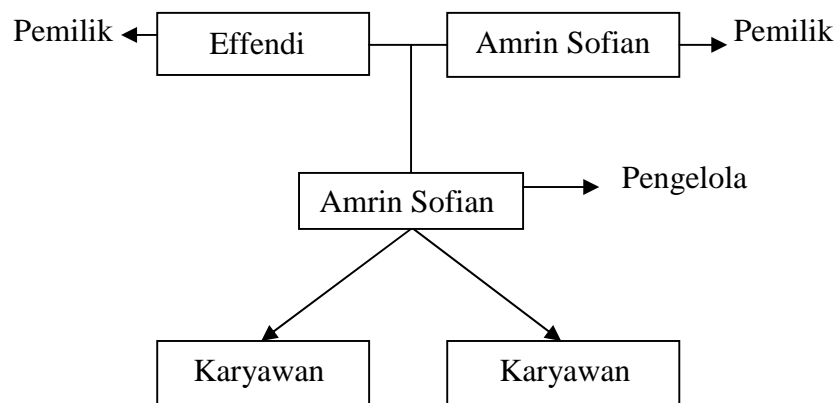 Pemilik
Effendi
Amrin Sofian
Pemilik
Amrin Sofian
Pengelola
Karyawan
Karyawan